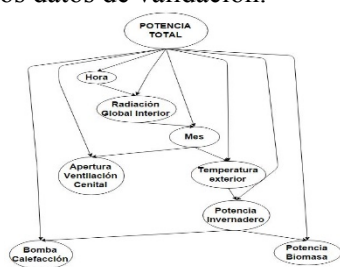 os datos de validación.
POTENCIA
TOTAL
Hora
Radiación
Global Interior
Mes
Apertura
Ventilación
Cenital
Temperatura
exterior
Potencia
Invernadero
Bomba
Calefacción
Potencia
Biomasa